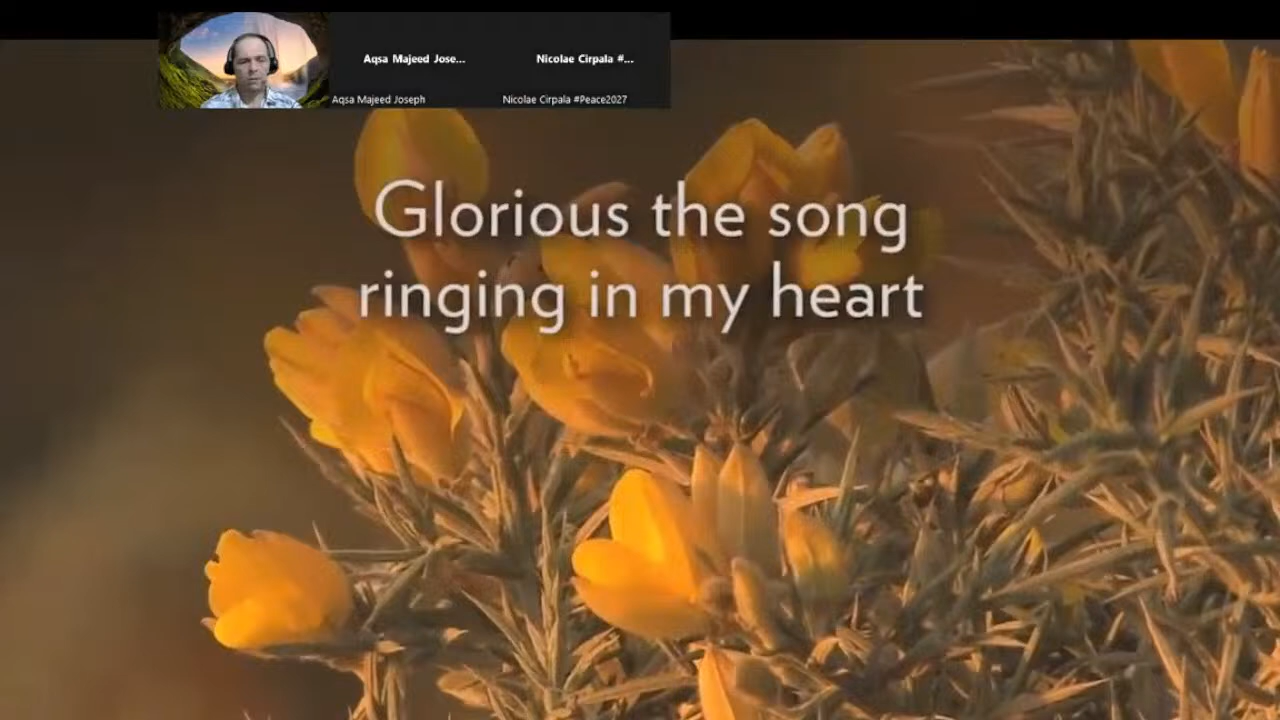 Aqsa Majeed Jose... Nicolae Cirpala #...
Aqsa Majeed Joseph Nicolae Cirpala #Peace2027
Glorious the song
ringing in my heart